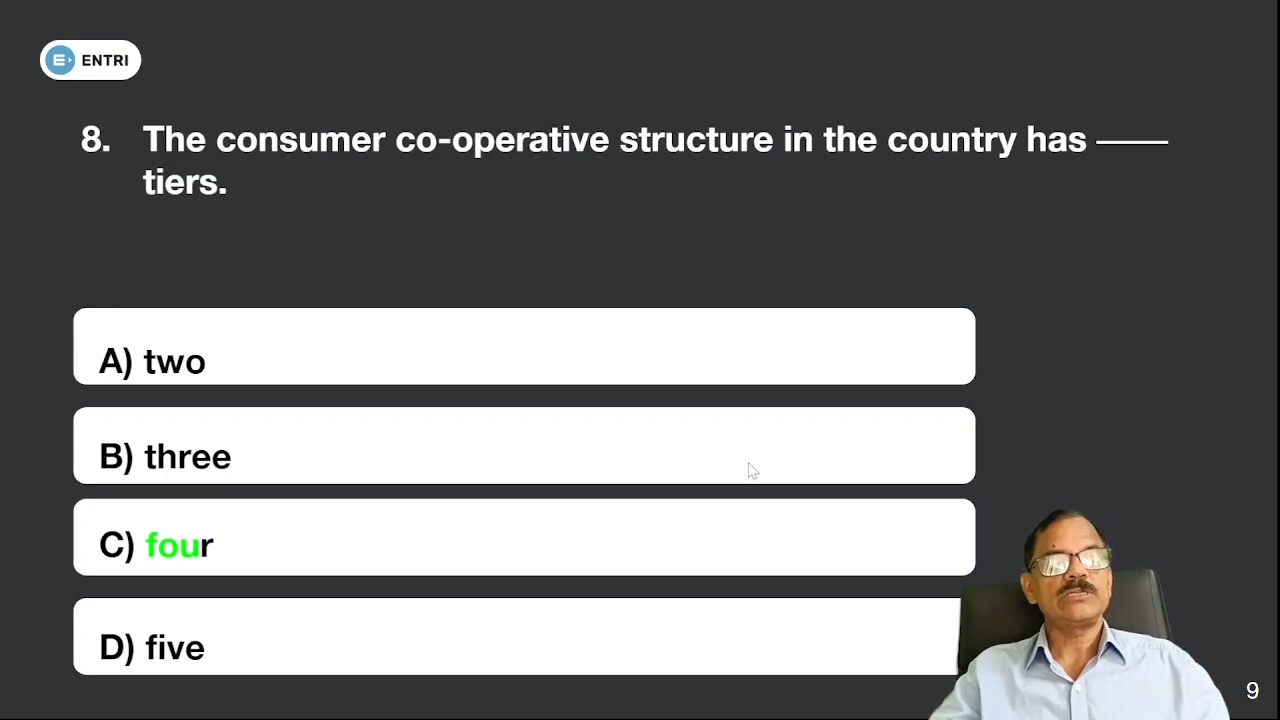 ENTRI
8. The consumer co-operative structure in the country has ——
tiers.
A) two
B) three
C) four
D) five
9